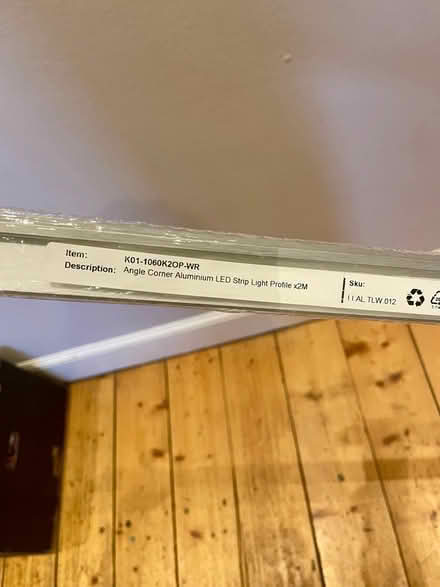 Item: K01-1060K2OP-WR
Description: Angle Corner Aluminium LED Strip Light Profile x2M
Sku:
AL TLW 012